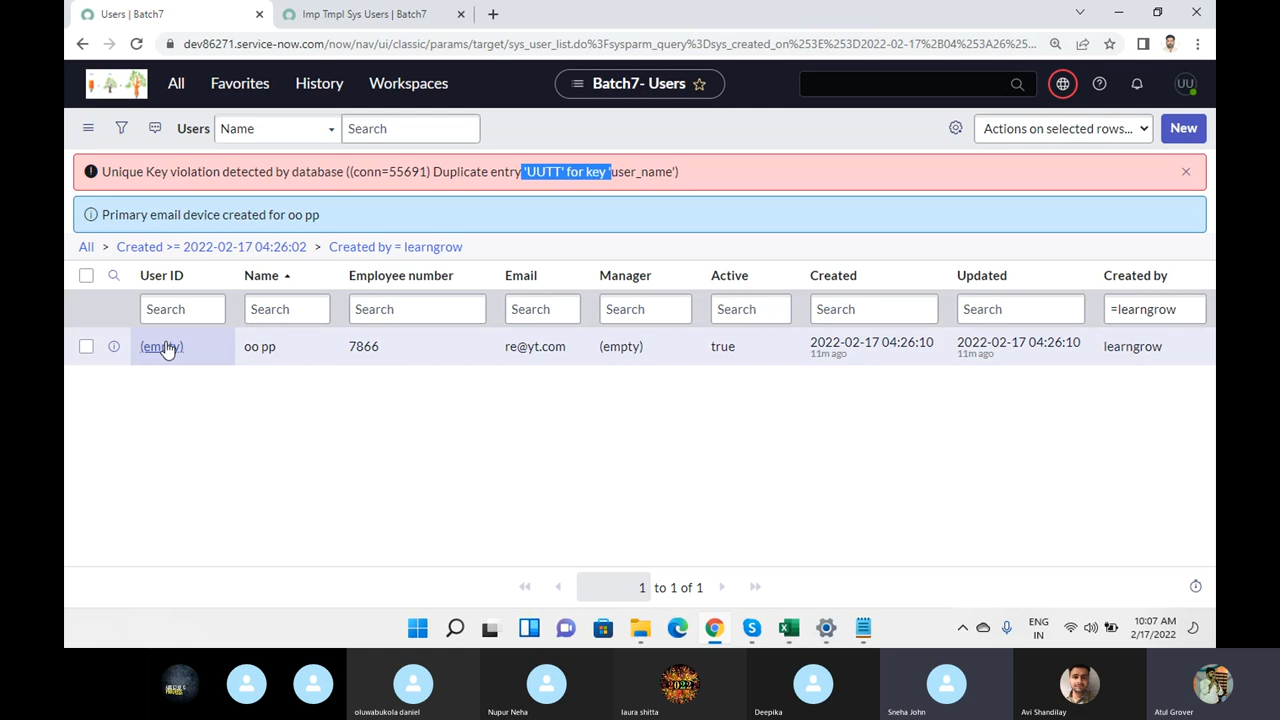 Users | Batch7
Imp Tmpl Sys Users | Batch7
dev86271.service-now.com/now/nav/ui/classic/params/target/sys_user_list.do%3Fsysparm_query%3Dsys_created_on%253E%253D2022-02-17%2B04%253A26%25...
All
Favorites
History
Workspaces
Batch7- Users
UU
Users
Name
Search
Actions on selected rows...
New
Unique Key violation detected by database ((conn=55691) Duplicate entry 'UUTT' for key 'user_name')
Primary email device created for oo pp
All > Created >= 2022-02-17 04:26:02 > Created by = learngrow
User ID Name Employee number Email Manager Active Created Updated Created by
Search Search Search Search Search Search Search Search =learngrow
(empty) oo pp 7866 re@yt.com (empty) true 2022-02-17 04:26:10 2022-02-17 04:26:10 learngrow
11m ago 11m ago
1 to 1 of 1
ENG
IN
10:07 AM
2/17/2022
2022
oluwabukola daniel
Nupur Neha
laura shitta
Deepika
Sneha John
Avi Shandilay
Atul Grover